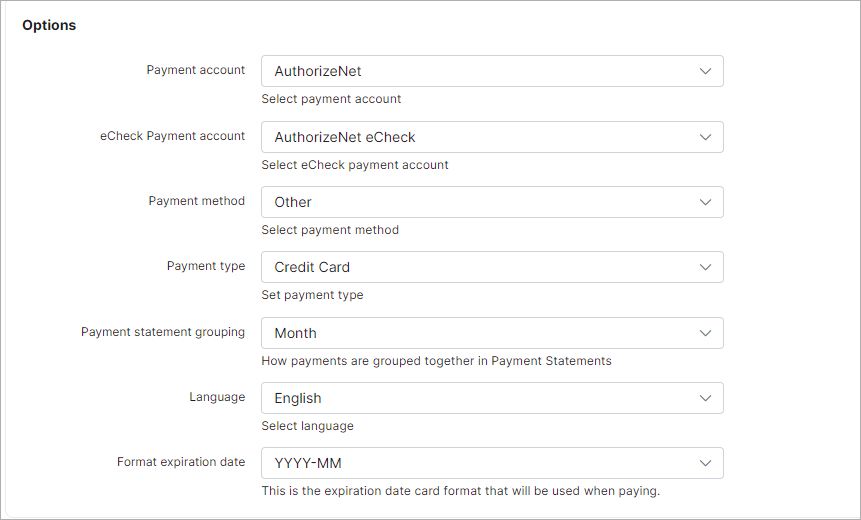 Options
Payment account
AuthorizeNet
Select payment account
eCheck Payment account
AuthorizeNet eCheck
Select eCheck payment account
Payment method
Other
Select payment method
Payment type
Credit Card
Set payment type
Payment statement grouping
Month
How payments are grouped together in Payment Statements
Language
English
Select language
Format expiration date
YYYY-MM
This is the expiration date card format that will be used when paying.